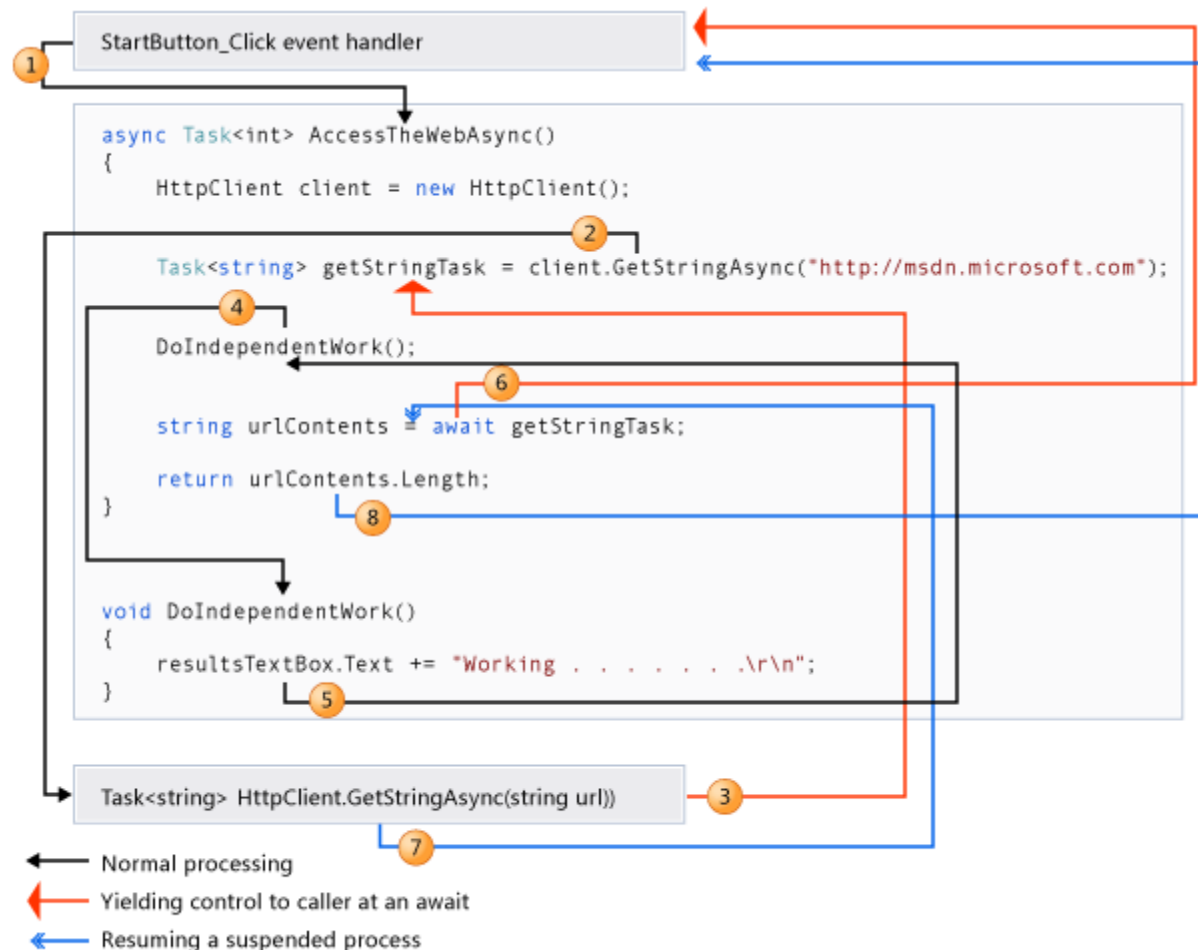 StartButton_Click event handler
1
async Task<int> AccessTheWebAsync()
{
HttpClient client = new HttpClient();
2
Task<string> getStringTask = client.GetStringAsync("http://msdn.microsoft.com");
4
DoIndependentWork();
6
string urlContents = await getStringTask;
return urlContents.Length;
}
8
void DoIndependentWork()
{
resultsTextBox.Text += "Working . . . . . . .\r\n";
}
5
Task<string> HttpClient.GetStringAsync(string url))
3
7
Normal processing
Yielding control to caller at an await
Resuming a suspended process